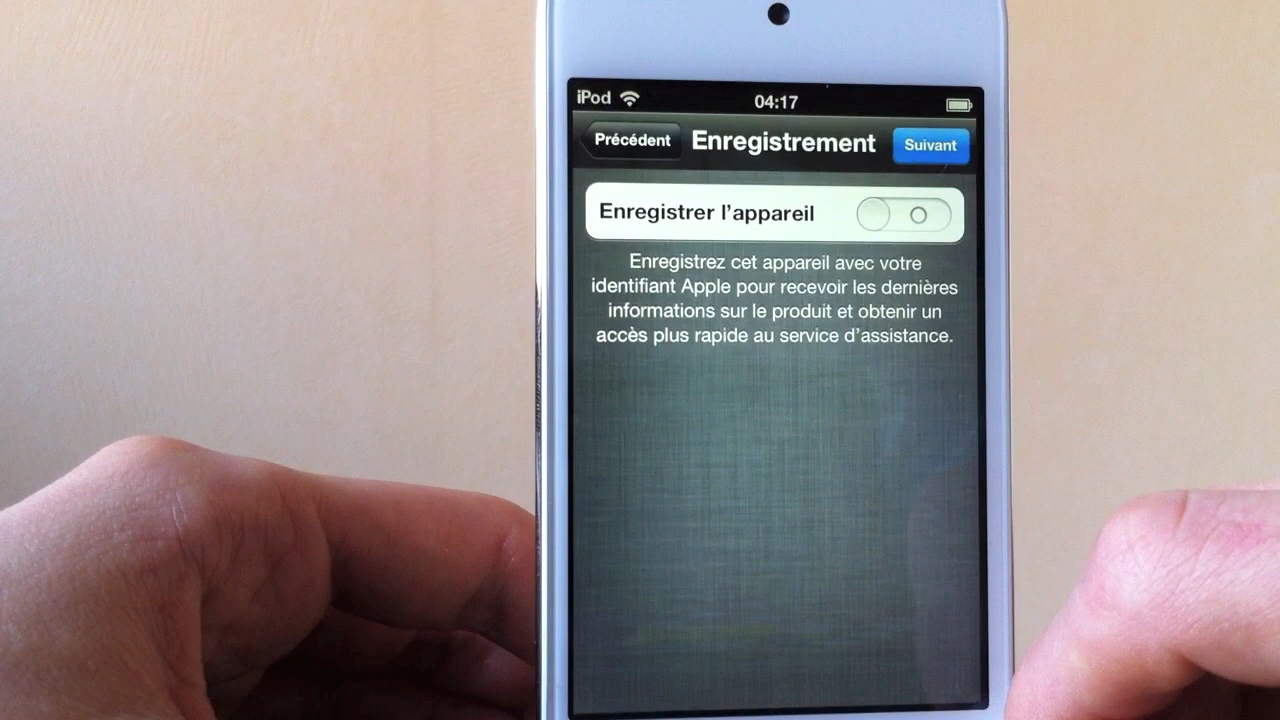 iPod 04:17
Précédent Enregistrement Suivant
Enregistrer l'appareil
Enregistrez cet appareil avec votre
identifiant Apple pour recevoir les dernières
informations sur le produit et obtenir un
accès plus rapide au service d'assistance.